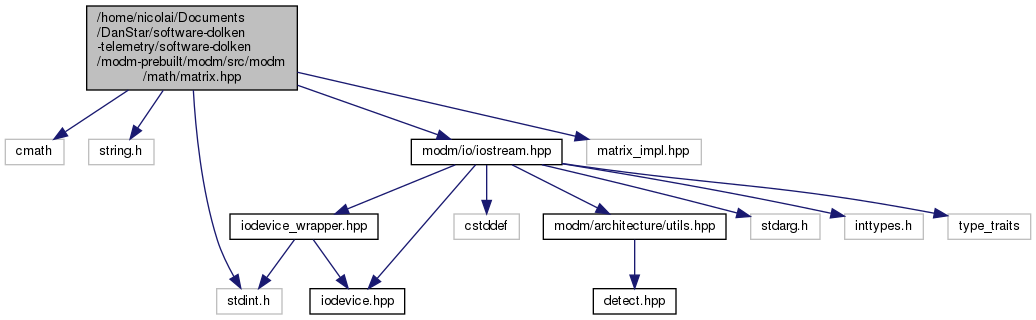 /home/nicolai/Documents
/DanStar/software-dolken
-telemetry/software-dolken
/modm-prebuilt/modm/src/modm
/math/matrix.hpp
cmath
string.h
modm/io/iostream.hpp
matrix_impl.hpp
iodevice_wrapper.hpp
cstddef
modm/architecture/utils.hpp
stdarg.h
inttypes.h
type_traits
stdint.h
iodevice.hpp
detect.hpp